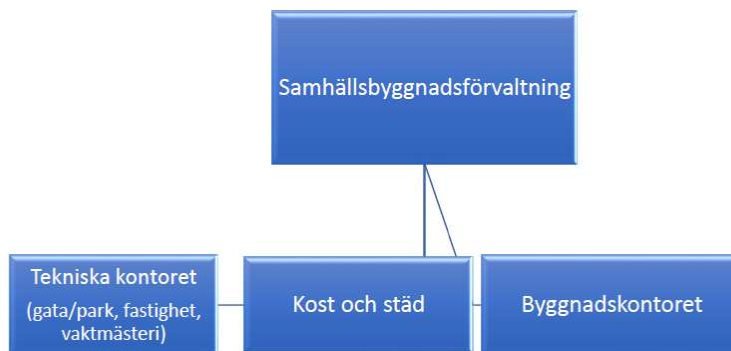 Samhällsbyggnadsförvaltning
Tekniska kontoret
(gata/park, fastighet,
vaktmästeri)
Kost och städ
Byggnadskontoret